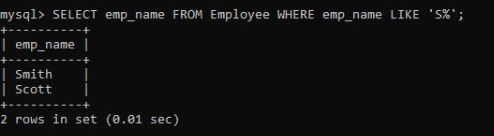 mysql> SELECT emp_name FROM Employee WHERE emp_name LIKE 'S%';
+----------+
| emp_name |
+----------+
| Smith    |
| Scott    |
+----------+
2 rows in set (0.01 sec)